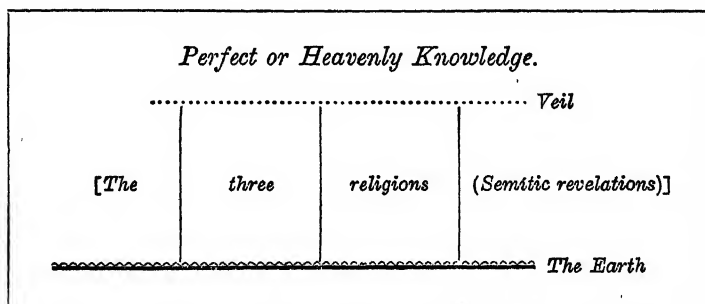 Perfect or Heavenly Knowledge.
Veil
[The three religions (Semitic revelations)]
The Earth